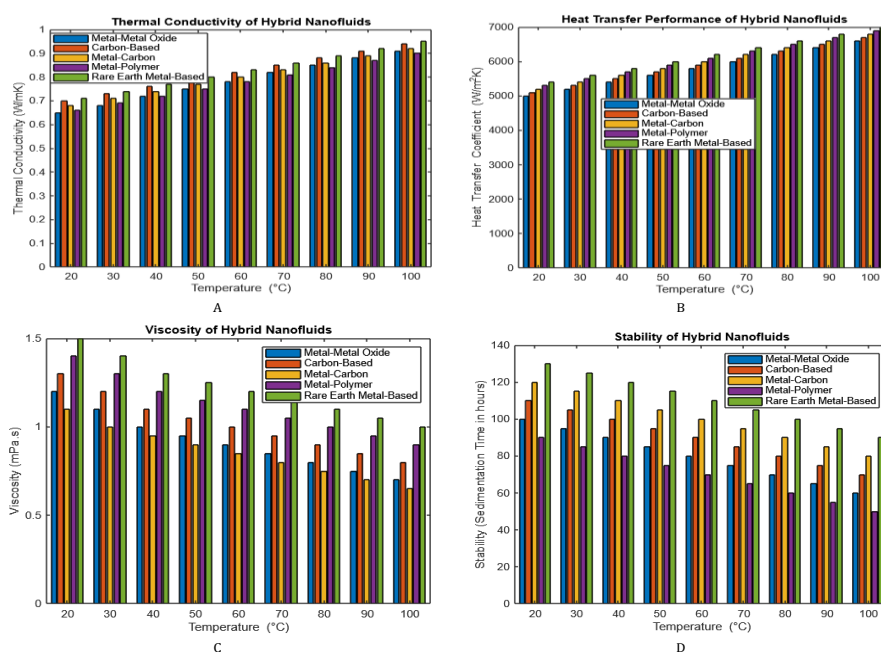 Thermal Conductivity of Hybrid Nanofluids
Thermal Conductivity (W/mK)
1
0.9
0.8
0.7
0.6
0.5
0.4
0.3
0.2
0.1
0
Metal-Metal Oxide
Carbon-Based
Metal-Carbon
Metal-Polymer
Rare Earth Metal-Based
20 30 40 50 60 70 80 90 100
Temperature (°C)
A
Heat Transfer Performance of Hybrid Nanofluids
Heat Transfer Coefficient (W/m²K)
7000
6000
5000
4000
3000
2000
1000
0
Metal-Metal Oxide
Carbon-Based
Metal-Carbon
Metal-Polymer
Rare Earth Metal-Based
20 30 40 50 60 70 80 90 100
Temperature (°C)
B
Viscosity of Hybrid Nanofluids
Viscosity (mPa.s)
1.5
1
0.5
0
Metal-Metal Oxide
Carbon-Based
Metal-Carbon
Metal-Polymer
Rare Earth Metal-Based
20 30 40 50 60 70 80 90 100
Temperature (°C)
C
Stability of Hybrid Nanofluids
Stability (Sedimentation Time in hours)
140
120
100
80
60
40
20
0
Metal-Metal Oxide
Carbon-Based
Metal-Carbon
Metal-Polymer
Rare Earth Metal-Based
20 30 40 50 60 70 80 90 100
Temperature (°C)
D